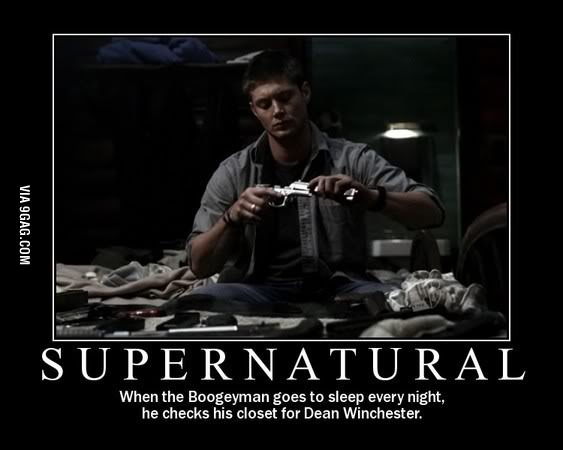 VIA 9GAG.COM
SUPERNATURAL
When the Boogeyman goes to sleep every night,
he checks his closet for Dean Winchester.